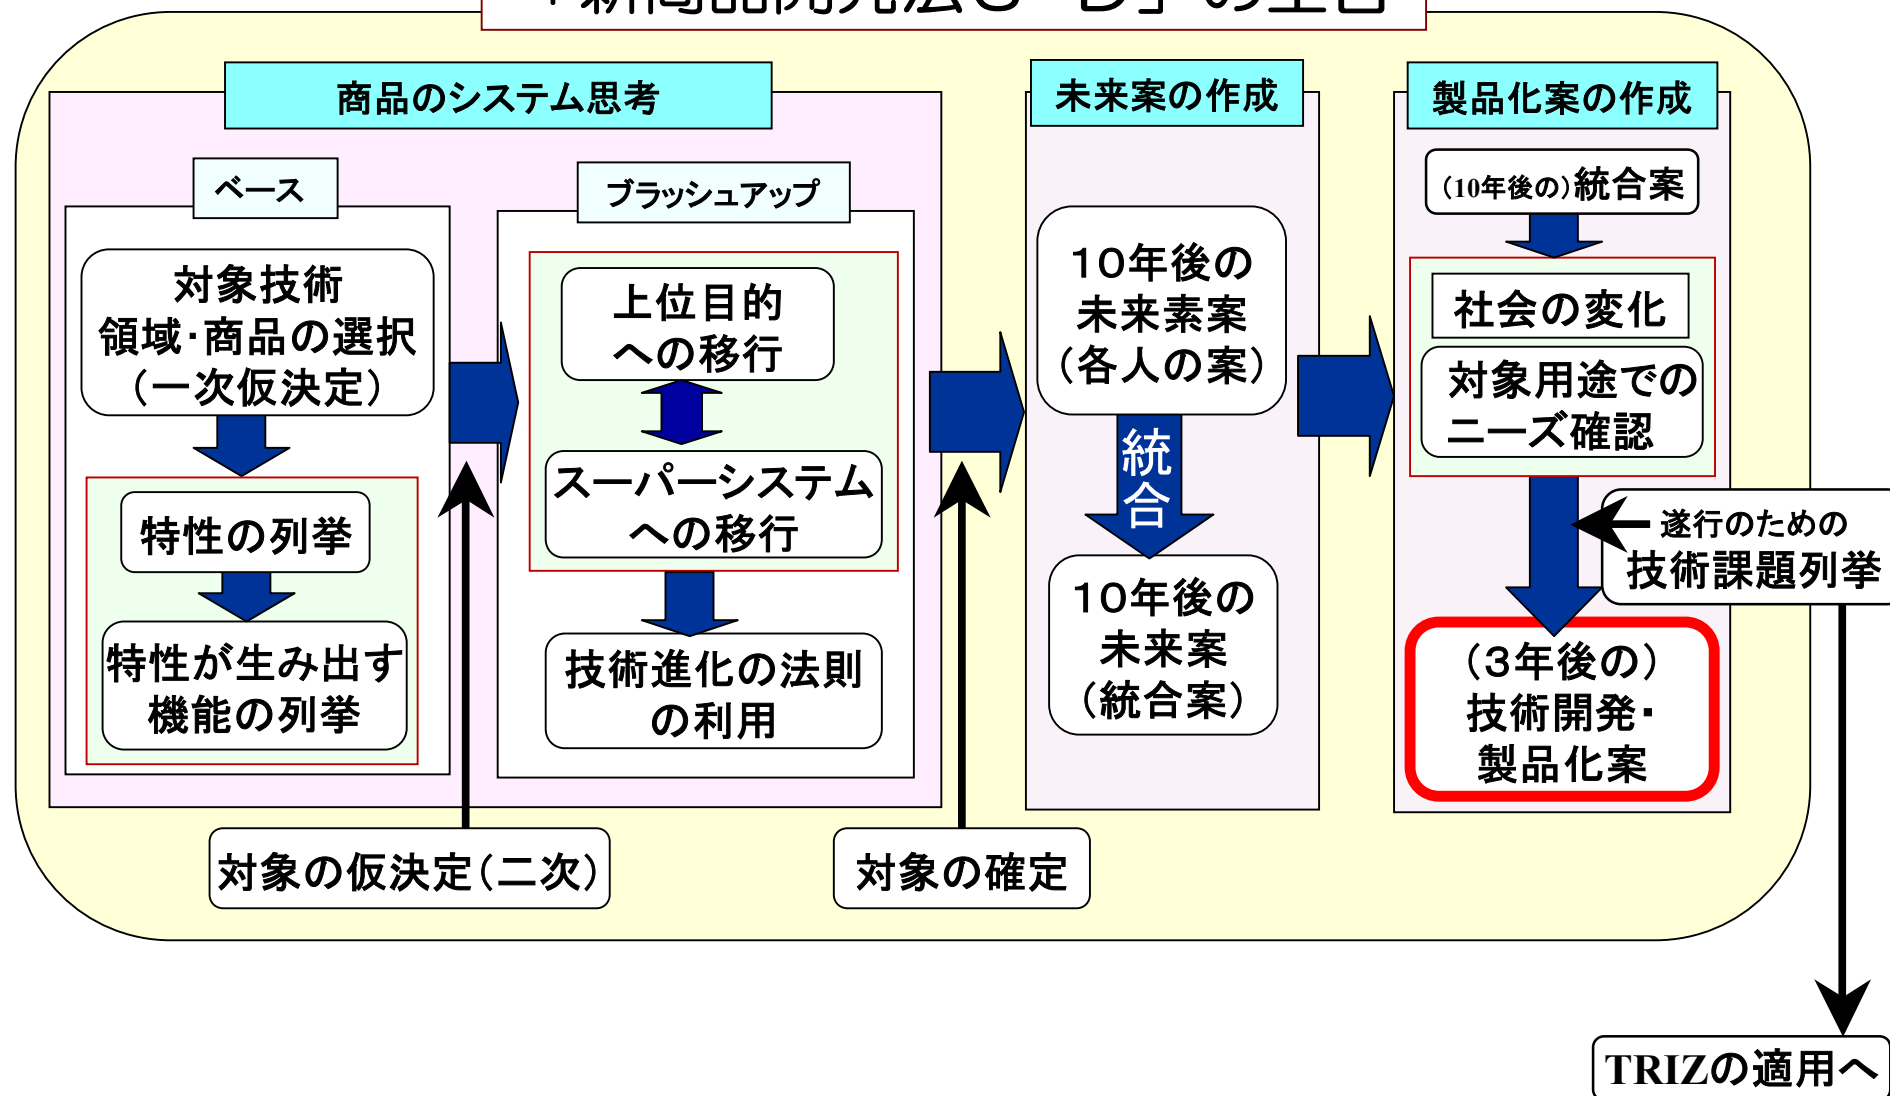 商品のシステム思考
ベース
対象技術
領域・商品の選択
（一次仮決定）
特性の列挙
特性が生み出す
機能の列挙
ブラッシュアップ
上位目的
への移行
スーパーシステム
への移行
技術進化の法則
の利用
対象の仮決定（二次）
対象の確定
未来案の作成
１０年後の
未来素案
（各人の案）
統
合
１０年後の
未来案
（統合案）
製品化案の作成
（10年後の）統合案
社会の変化
対象用途での
ニーズ確認
遂行のための
技術課題列挙
（３年後の）
技術開発・
製品化案
TRIZの適用へ